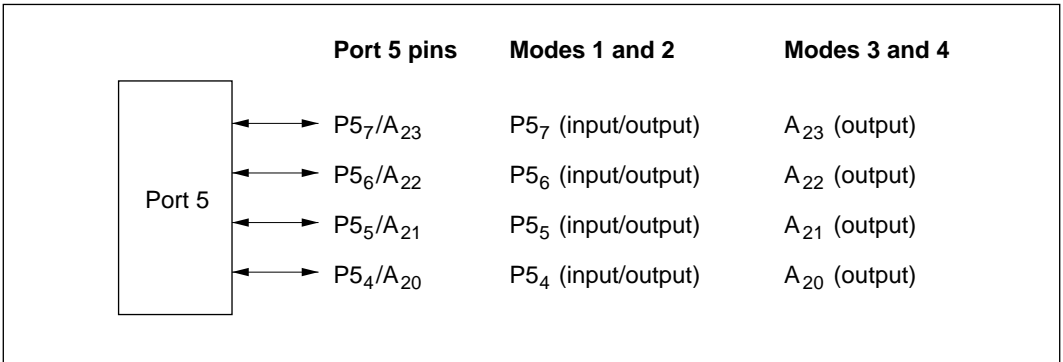 Port 5 pins Modes 1 and 2 Modes 3 and 4
P5₇/A₂₃ P5₇ (input/output) A₂₃ (output)
P5₆/A₂₂ P5₆ (input/output) A₂₂ (output)
Port 5
P5₅/A₂₁ P5₅ (input/output) A₂₁ (output)
P5₄/A₂₀ P5₄ (input/output) A₂₀ (output)